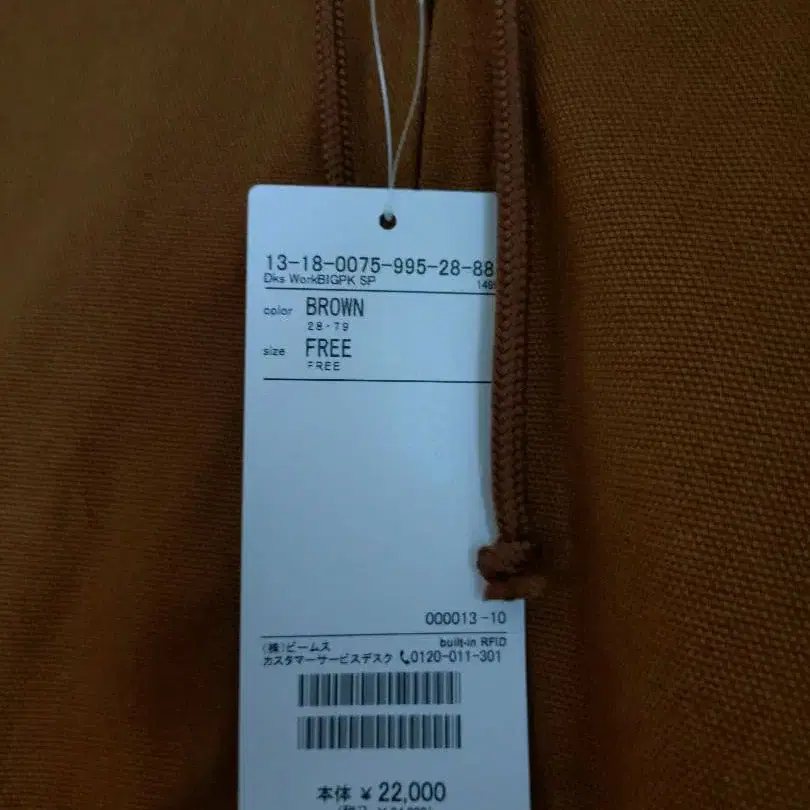 13-18-0075-995-28-88
Dks WorkBIGPK SP
color BROWN
28-79
size FREE
FREE
000013-10
(株)ビームス built-in RFID
カスタマーサービスデスク 0120-011-301
本体 ¥ 22,000